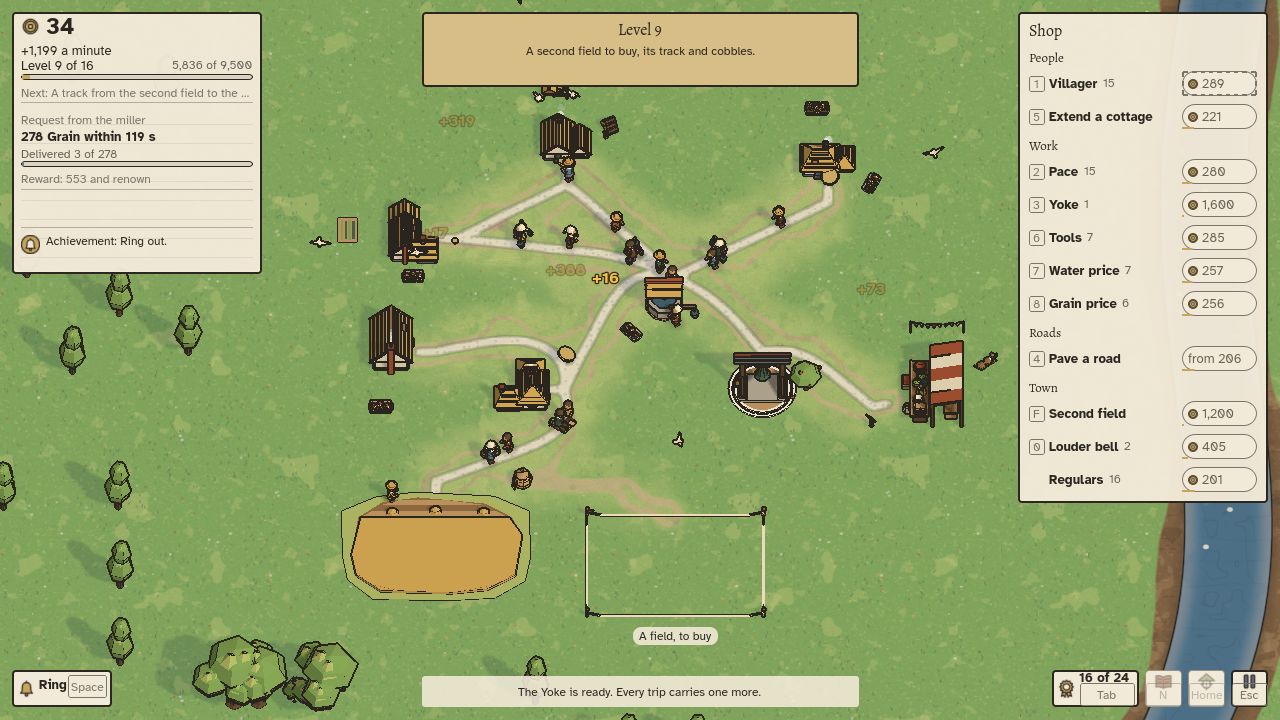 34
+1,199 a minute
Level 9 of 16 5,836 of 9,500
Next: A track from the second field to the ...
Request from the miller
278 Grain within 119 s
Delivered 3 of 278
Reward: 553 and renown
Achievement: Ring out.
Level 9
A second field to buy, its track and cobbles.
+319
+17
+388
+16
+73
A field, to buy
The Yoke is ready. Every trip carries one more.
Ring Space
Shop
People
1 Villager 15 289
5 Extend a cottage 221
Work
2 Pace 15 280
3 Yoke 1 1,600
6 Tools 7 285
7 Water price 7 257
8 Grain price 6 256
Roads
4 Pave a road from 206
Town
F Second field 1,200
0 Louder bell 2 405
Regulars 16 201
16 of 24
Tab
N
Home
Esc